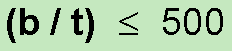 (b / t) ≤ 500